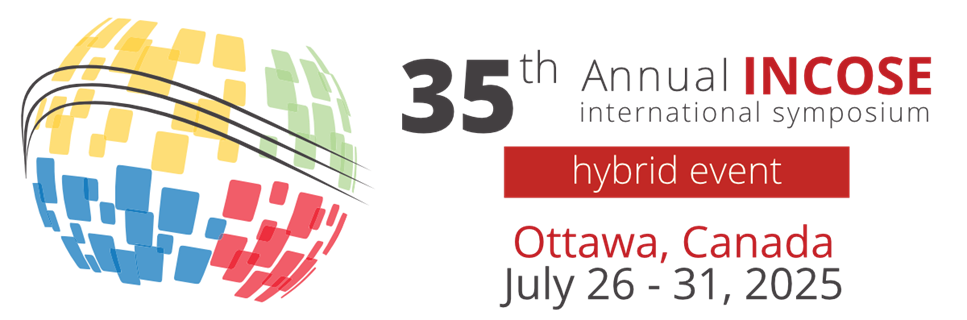 35th Annual INCOSE
international symposium
hybrid event
Ottawa, Canada
July 26 - 31, 2025